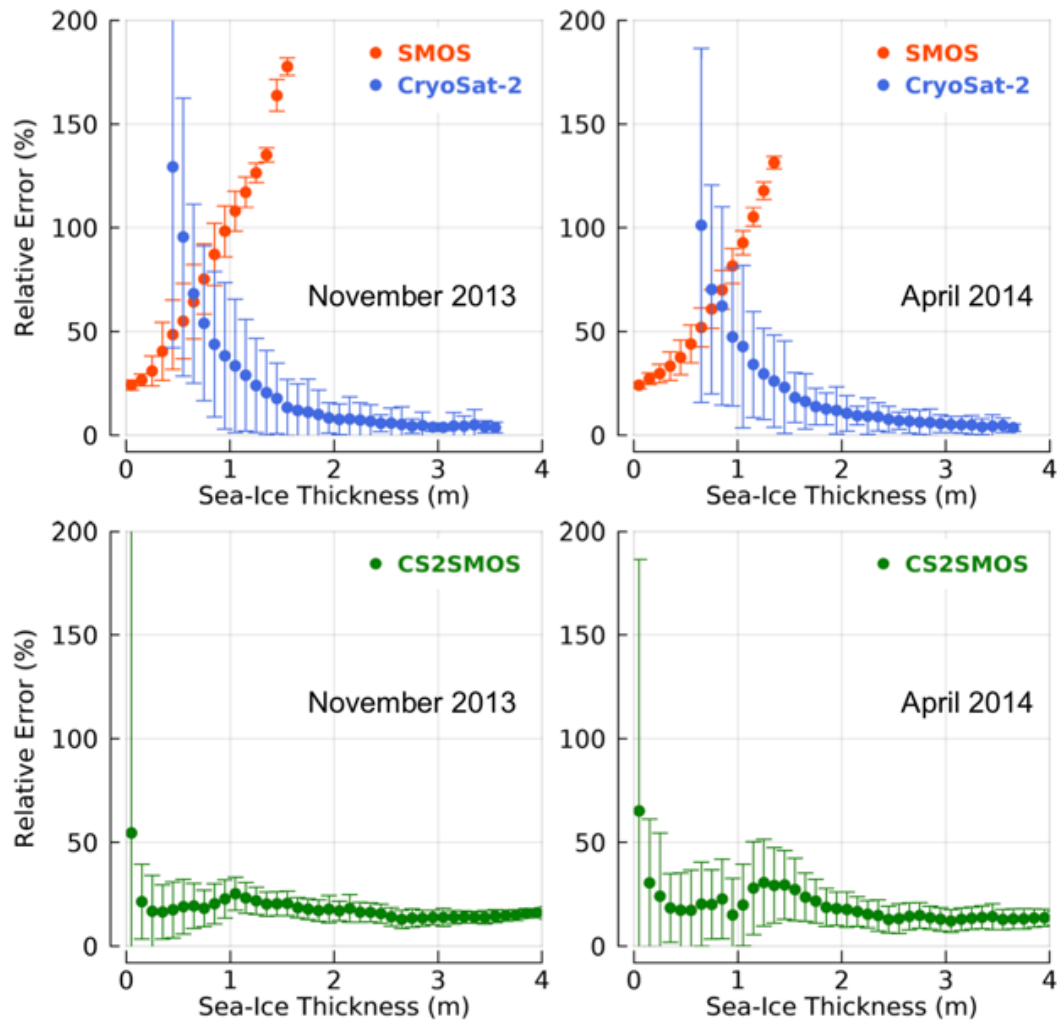 200
150
100
50
0
Relative Error (%)
SMOS
CryoSat-2
November 2013
0 1 2 3 4
Sea-Ice Thickness (m)
200
150
100
50
0
SMOS
CryoSat-2
April 2014
0 1 2 3 4
Sea-Ice Thickness (m)
200
150
100
50
0
Relative Error (%)
CS2SMOS
November 2013
0 1 2 3 4
Sea-Ice Thickness (m)
200
150
100
50
0
CS2SMOS
April 2014
0 1 2 3 4
Sea-Ice Thickness (m)